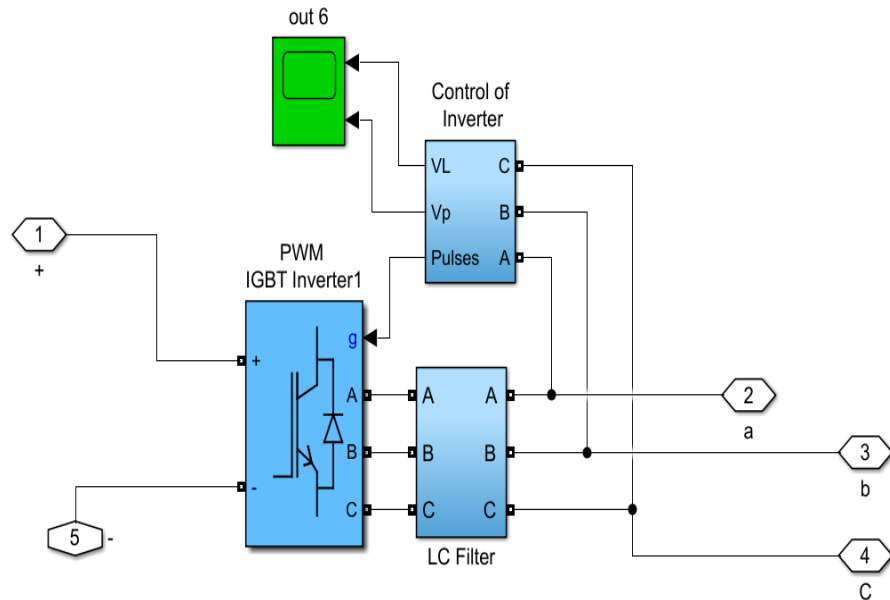 out 6
Control of
Inverter
VL
C
Vp
B
Pulses
A
1
+
PWM
IGBT Inverter1
g
+
A
B
-
C
A
A
B
B
C
C
LC Filter
2
a
3
b
4
C
5
-